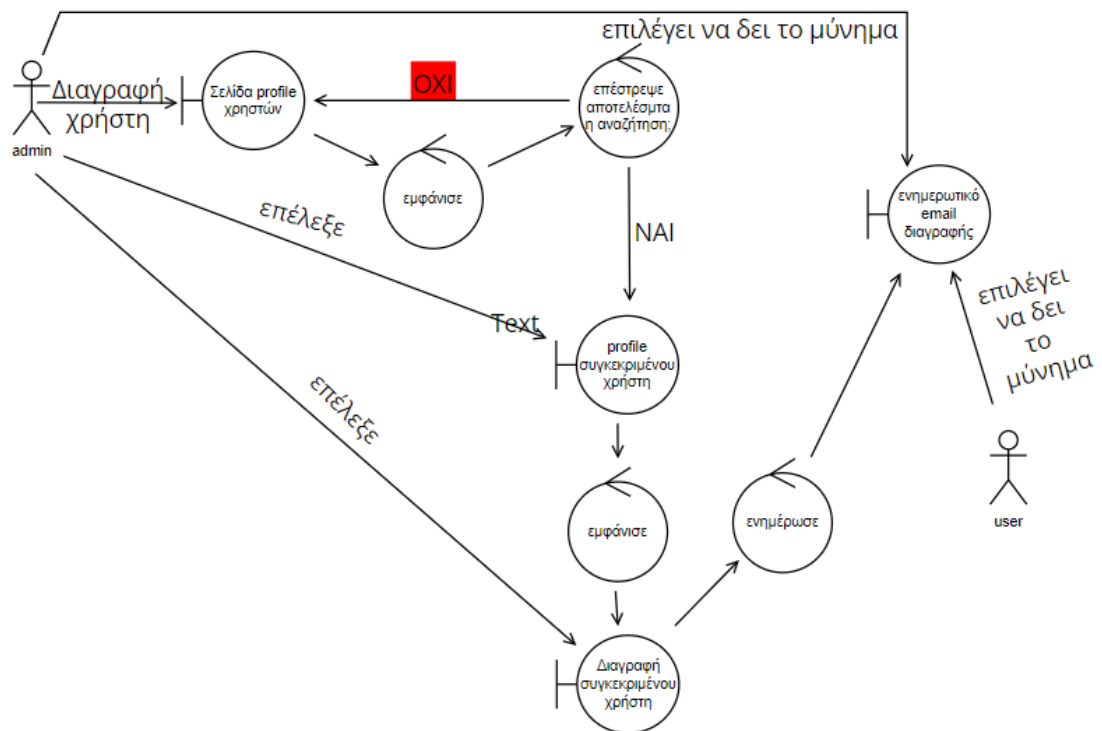 επιλέγει να δει το μύνημα
Διαγραφή
χρήστη
admin
Σελίδα profile
χρηστών
ΟΧΙ
επέστρεψε
αποτελέσμτα
η αναζήτηση;
εμφάνισε
ενημερωτικό
email
διαγραφής
επέλεξε
ΝΑΙ
επιλέγει
να δει
το
μύνημα
Text
profile
συγκεκριμένου
χρήστη
επέλεξε
εμφάνισε
ενημέρωσε
user
Διαγραφή
συγκεκριμένου
χρήστη